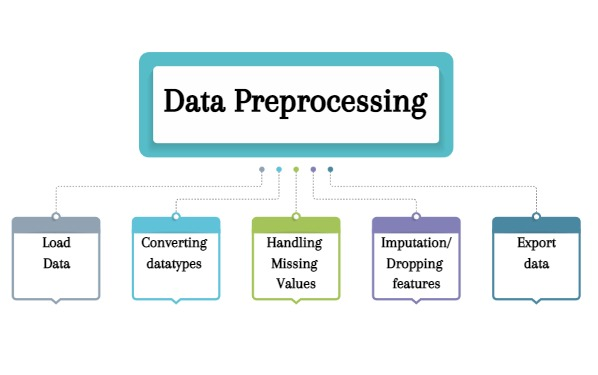 Data Preprocessing
Load
Data
Converting
datatypes
Handling
Missing
Values
Imputation/
Dropping
features
Export
data